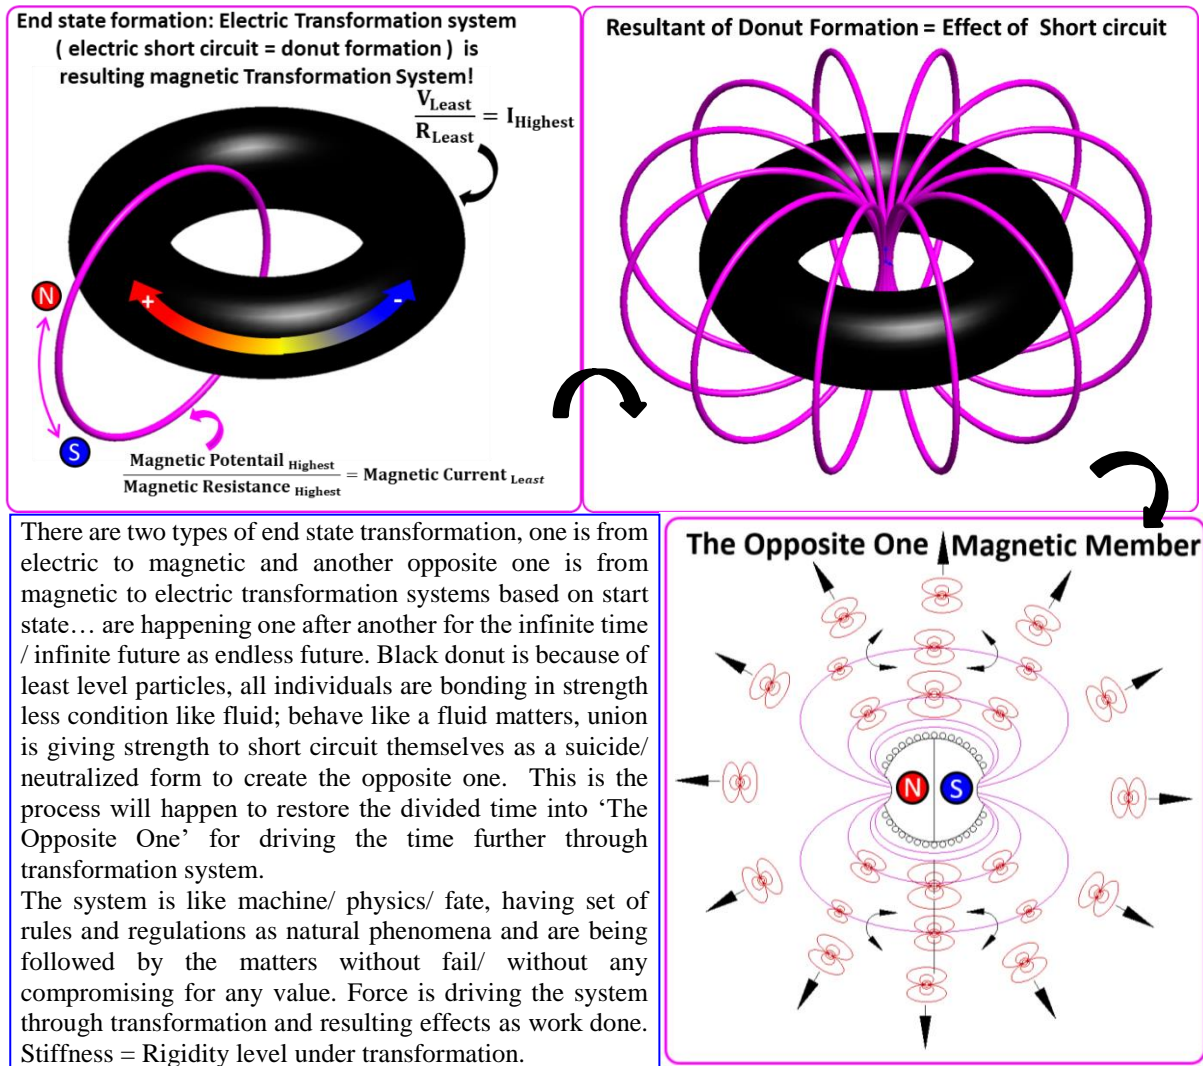 End state formation: Electric Transformation system
( electric short circuit = donut formation ) is
resulting magnetic Transformation System!
V Least
R Least
= I Highest
+
-
N
S
Magnetic Potentail Highest
Magnetic Resistance Highest
= Magnetic Current Least
Resultant of Donut Formation = Effect of Short circuit
There are two types of end state transformation, one is from
electric to magnetic and another opposite one is from
magnetic to electric transformation systems based on start
state… are happening one after another for the infinite time
/ infinite future as endless future. Black donut is because of
least level particles, all individuals are bonding in strength
less condition like fluid; behave like a fluid matters, union
is giving strength to short circuit themselves as a suicide/
neutralized form to create the opposite one. This is the
process will happen to restore the divided time into ‘The
Opposite One’ for driving the time further through
transformation system.
The system is like machine/ physics/ fate, having set of
rules and regulations as natural phenomena and are being
followed by the matters without fail/ without any
compromising for any value. Force is driving the system
through transformation and resulting effects as work done.
Stiffness = Rigidity level under transformation.
The Opposite One Magnetic Member
N
S